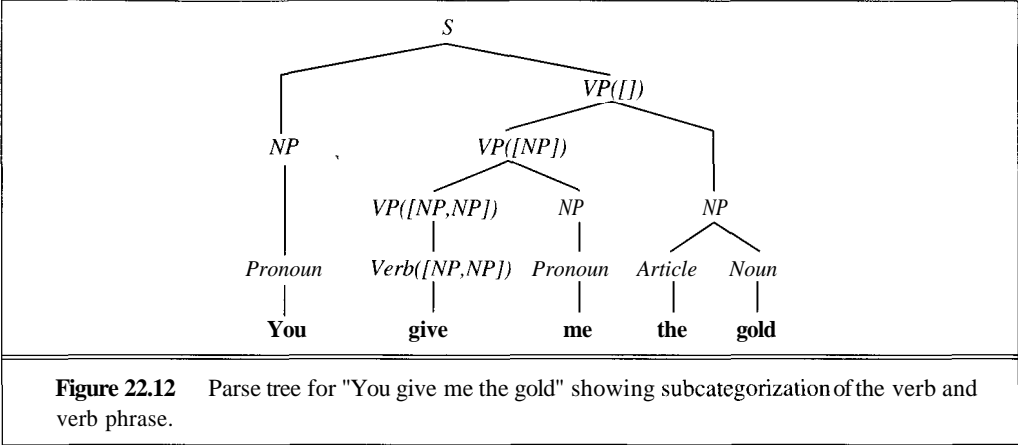 S
VP([])
NP VP([NP])
VP([NP,NP]) NP NP
Pronoun Verb([NP,NP]) Pronoun Article Noun
You give me the gold
Figure 22.12 Parse tree for "You give me the gold" showing subcategorization of the verb and
verb phrase.